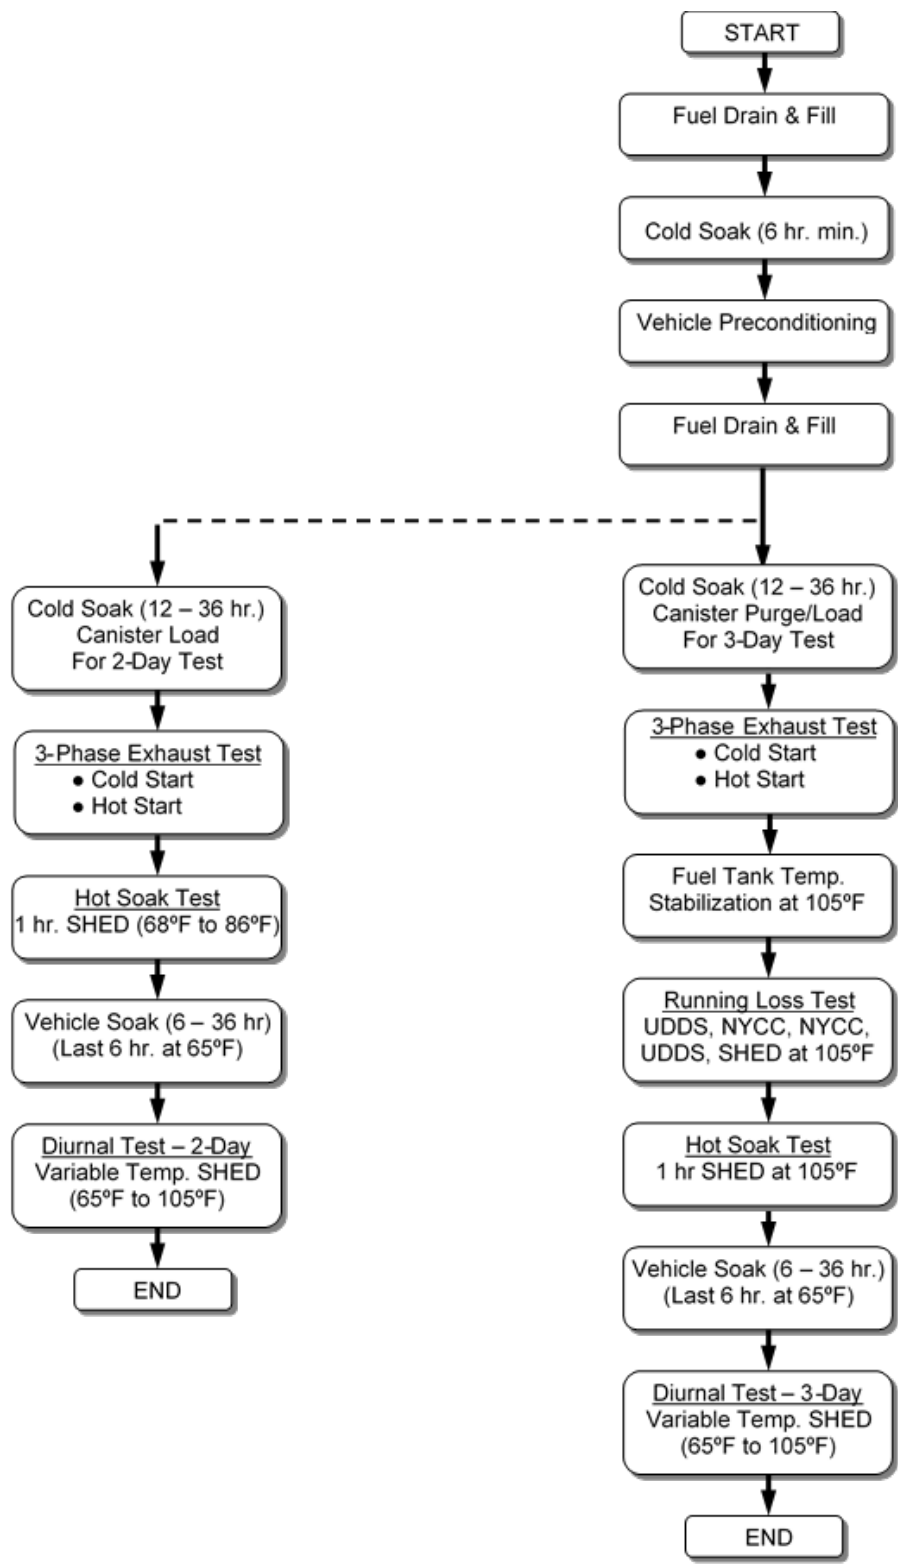 START
Fuel Drain & Fill
Cold Soak (6 hr. min.)
Vehicle Preconditioning
Fuel Drain & Fill
Cold Soak (12 – 36 hr.)
Canister Load
For 2-Day Test
3-Phase Exhaust Test
● Cold Start
● Hot Start
Hot Soak Test
1 hr. SHED (68ºF to 86ºF)
Vehicle Soak (6 – 36 hr)
(Last 6 hr. at 65ºF)
Diurnal Test – 2-Day
Variable Temp. SHED
(65ºF to 105ºF)
END
Cold Soak (12 – 36 hr.)
Canister Purge/Load
For 3-Day Test
3-Phase Exhaust Test
● Cold Start
● Hot Start
Fuel Tank Temp.
Stabilization at 105ºF
Running Loss Test
UDDS, NYCC, NYCC,
UDDS, SHED at 105ºF
Hot Soak Test
1 hr SHED at 105ºF
Vehicle Soak (6 – 36 hr.)
(Last 6 hr. at 65ºF)
Diurnal Test – 3-Day
Variable Temp. SHED
(65ºF to 105ºF)
END